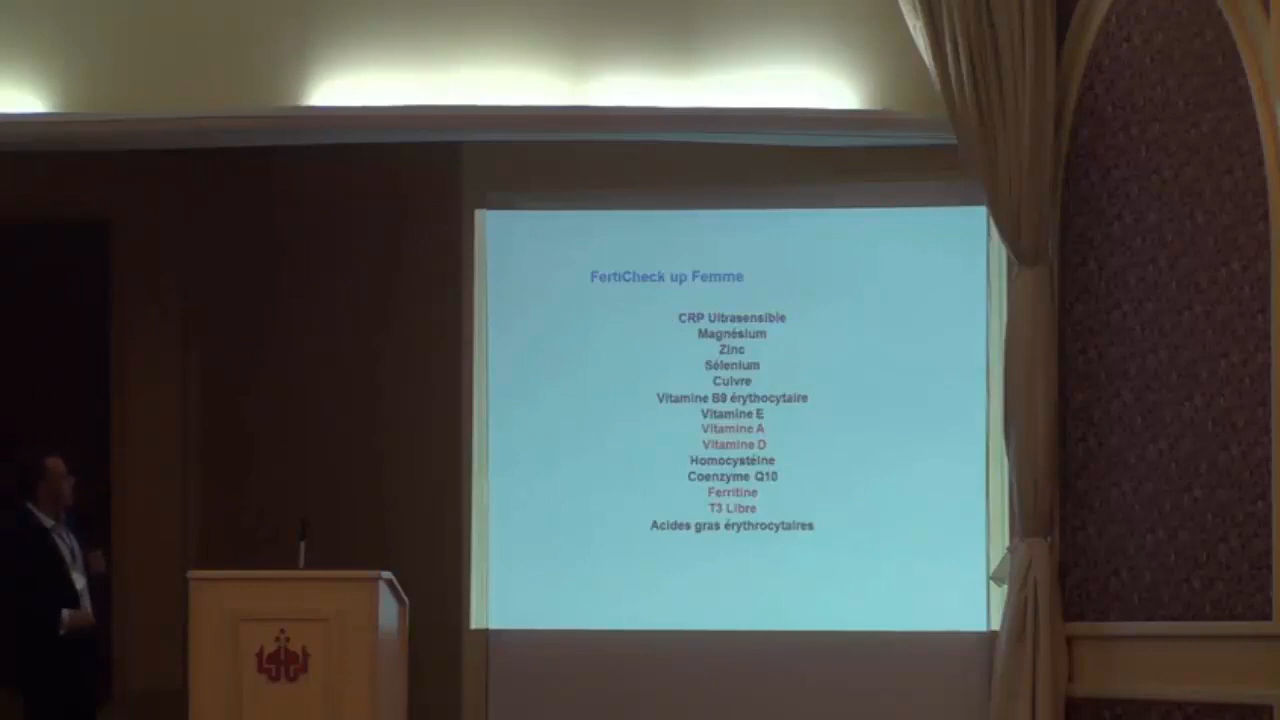 FertiCheck up Femme
CRP Ultrasensible
Magnésium
Zinc
Sélenium
Cuivre
Vitamine B9 érythocytaire
Vitamine E
Vitamine A
Vitamine D
Homocystéine
Coenzyme Q10
Ferritine
T3 Libre
Acides gras érythrocytaires